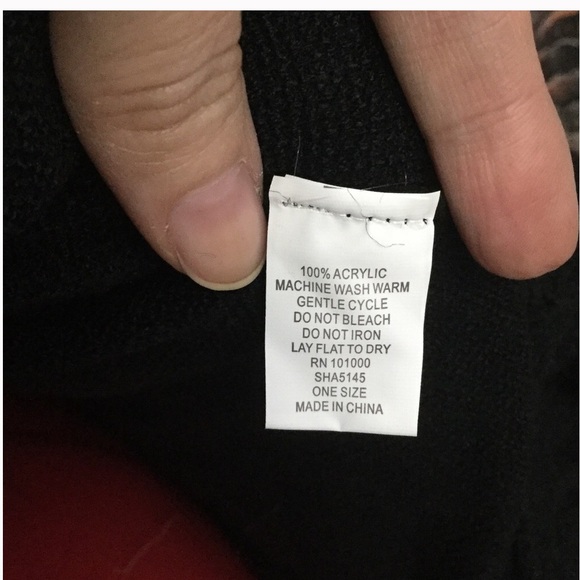 100% ACRYLIC
MACHINE WASH WARM
GENTLE CYCLE
DO NOT BLEACH
DO NOT IRON
LAY FLAT TO DRY
RN 101000
SHA5145
ONE SIZE
MADE IN CHINA